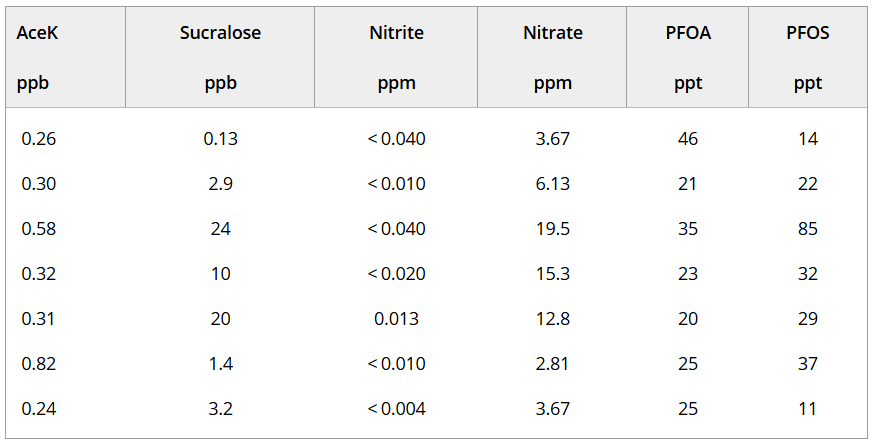 AceK Sucralose Nitrite Nitrate PFOA PFOS
ppb ppb ppm ppm ppt ppt
0.26 0.13 < 0.040 3.67 46 14
0.30 2.9 < 0.010 6.13 21 22
0.58 24 < 0.040 19.5 35 85
0.32 10 < 0.020 15.3 23 32
0.31 20 0.013 12.8 20 29
0.82 1.4 < 0.010 2.81 25 37
0.24 3.2 < 0.004 3.67 25 11